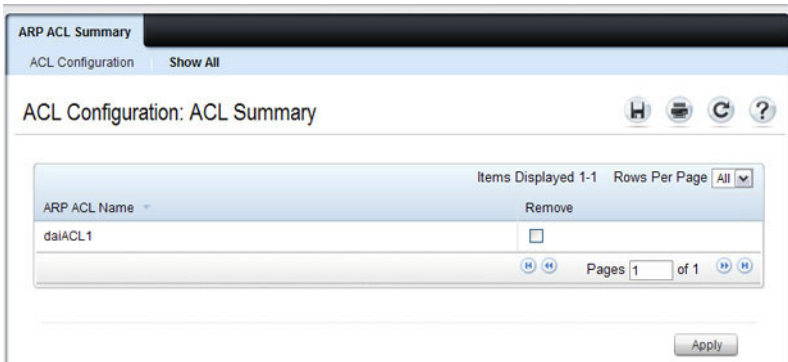 ARP ACL Summary
ACL Configuration Show All
ACL Configuration: ACL Summary
Items Displayed 1-1 Rows Per Page All
ARP ACL Name Remove
daiACL1
Pages 1 of 1
Apply